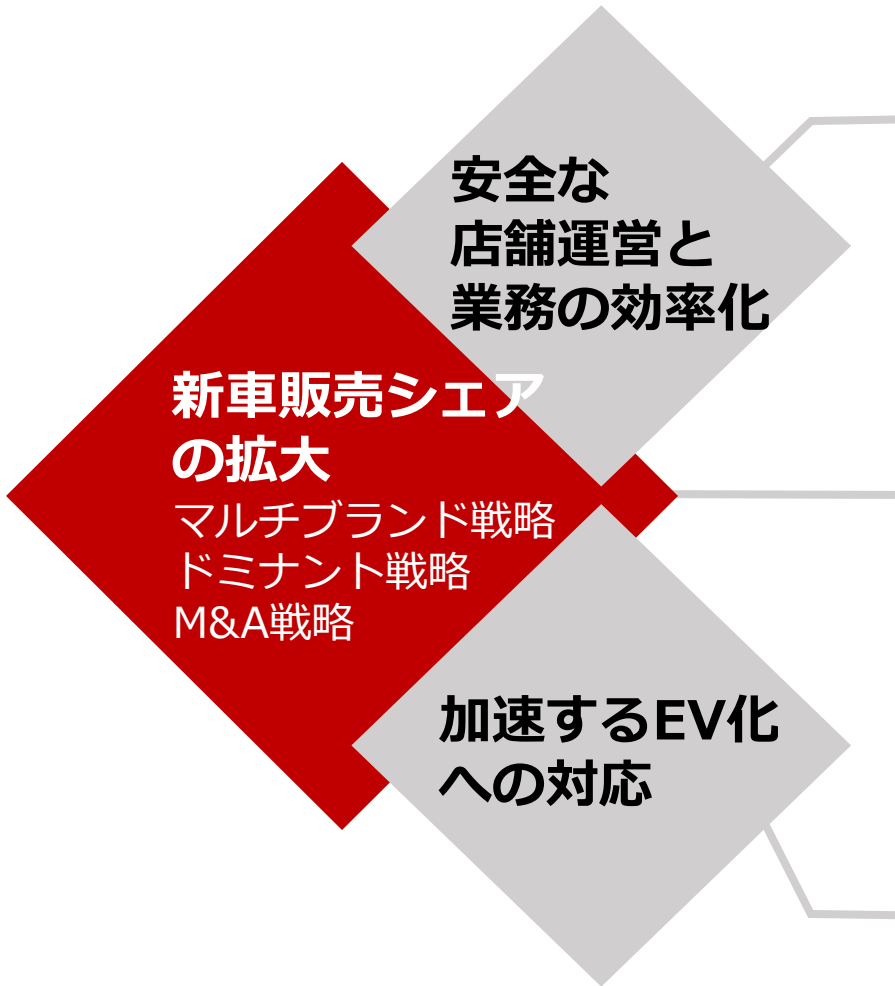 安全な
店舗運営と
業務の効率化
新車販売シェア
の拡大
マルチブランド戦略
ドミナント戦略
M&A戦略
加速するEV化
への対応